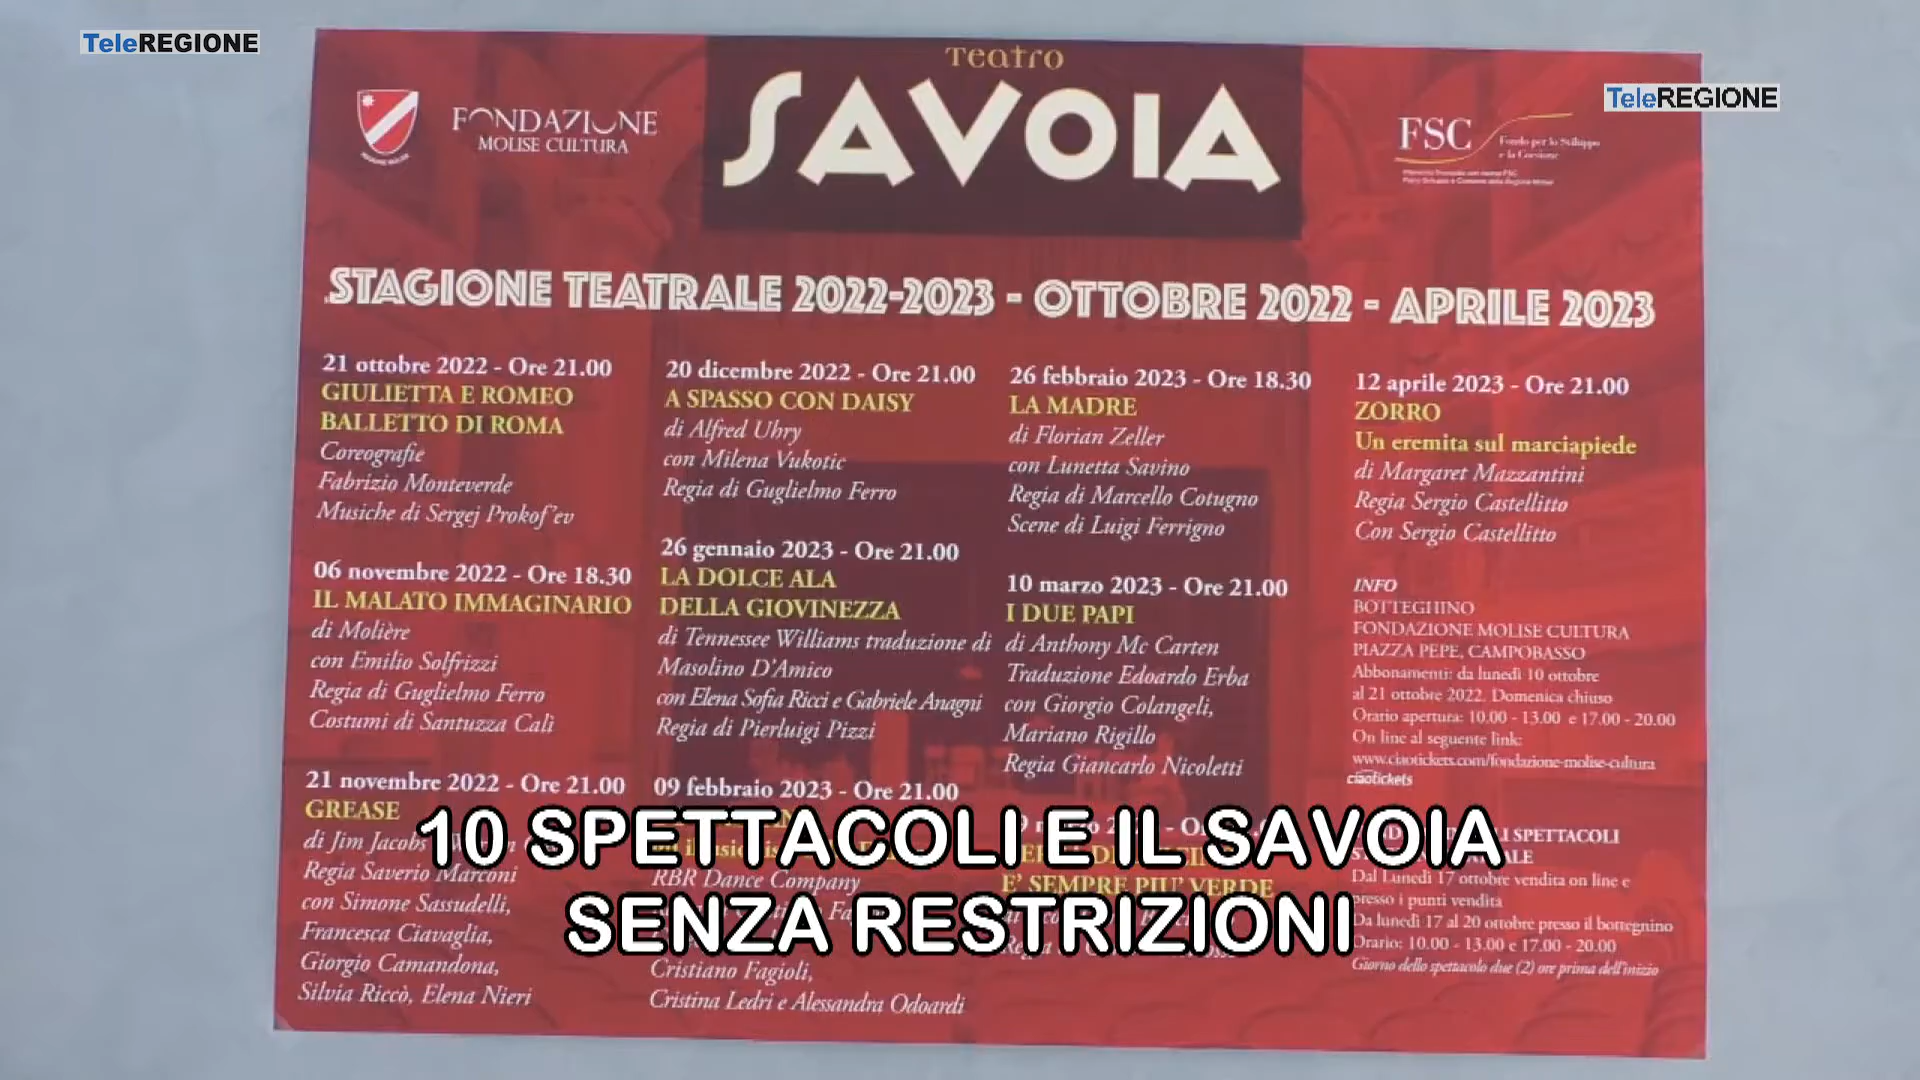 TeleREGIONE
TeleREGIONE
FONDAZIONE
MOLISE CULTURA
Teatro
SAVOIA
FSC
Fondo per lo Sviluppo
e la Coesione
STAGIONE TEATRALE 2022-2023 - OTTOBRE 2022 - APRILE 2023
21 ottobre 2022 - Ore 21.00
GIULIETTA E ROMEO
BALLETTO DI ROMA
Coreografie
Fabrizio Monteverde
Musiche di Sergej Prokof'ev
06 novembre 2022 - Ore 18.30
IL MALATO IMMAGINARIO
di Molière
con Emilio Solfrizzi
Regia di Guglielmo Ferro
Costumi di Santuzza Calì
21 novembre 2022 - Ore 21.00
GREASE
di Jim Jacobs
Regia Saverio Marconi
con Simone Sassudelli,
Francesca Ciavaglia,
Giorgio Camandona,
Silvia Riccò, Elena Nieri
20 dicembre 2022 - Ore 21.00
A SPASSO CON DAISY
di Alfred Uhry
con Milena Vukotic
Regia di Guglielmo Ferro
26 gennaio 2023 - Ore 21.00
LA DOLCE ALA
DELLA GIOVINEZZA
di Tennessee Williams traduzione di
Masolino D'Amico
con Elena Sofia Ricci e Gabriele Anagni
Regia di Pierluigi Pizzi
09 febbraio 2023 - Ore 21.00
RBR Dance Company
Cristiano Fagioli,
Cristina Ledri e Alessandra Odoardi
26 febbraio 2023 - Ore 18.30
LA MADRE
di Florian Zeller
con Lunetta Savino
Regia di Marcello Cotugno
Scene di Luigi Ferrigno
10 marzo 2023 - Ore 21.00
I DUE PAPI
di Anthony Mc Carten
Traduzione Edoardo Erba
con Giorgio Colangeli,
Mariano Rigillo
Regia Giancarlo Nicoletti
E' SEMPRE PIU' VERDE
12 aprile 2023 - Ore 21.00
ZORRO
Un eremita sul marciapiede
di Margaret Mazzantini
Regia Sergio Castellitto
Con Sergio Castellitto
INFO
BOTTEGHINO
FONDAZIONE MOLISE CULTURA
PIAZZA PEPE, CAMPOBASSO
Abbonamenti: da lunedì 10 ottobre
al 21 ottobre 2022. Domenica chiuso
Orario apertura: 10.00 - 13.00 e 17.00 - 20.00
On line al seguente link:
www.ciaotickets.com/fondazione-molise-cultura
ciaotickets
SPETTACOLI
Dal Lunedì 17 ottobre vendita on line e
presso i punti vendita
Da lunedì 17 al 20 ottobre presso il botteghino
Orario: 10.00 - 13.00 e 17.00 - 20.00
Giorno dello spettacolo due (2) ore prima dell'inizio
10 SPETTACOLI E IL SAVOIA
SENZA RESTRIZIONI